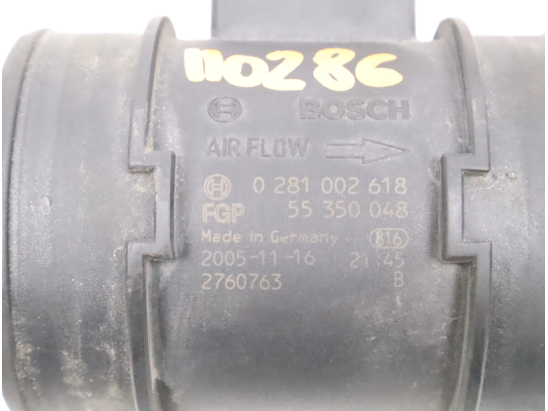 110286
BOSCH
AIR FLOW
0 281 002 618
FGP 55 350 048
Made in Germany 816
2005-11-16 21:45
2760763 B